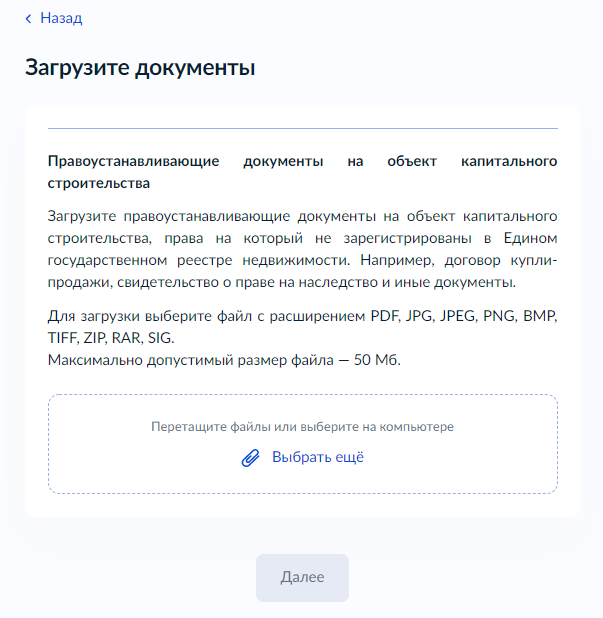 Назад
Загрузите документы
Правоустанавливающие документы на объект капитального
строительства
Загрузите правоустанавливающие документы на объект капитального
строительства, права на который не зарегистрированы в Едином
государственном реестре недвижимости. Например, договор купли-
продажи, свидетельство о праве на наследство и иные документы.
Для загрузки выберите файл с расширением PDF, JPG, JPEG, PNG, BMP,
TIFF, ZIP, RAR, SIG.
Максимально допустимый размер файла — 50 Мб.
Перетащите файлы или выберите на компьютере
Выбрать ещё
Далее